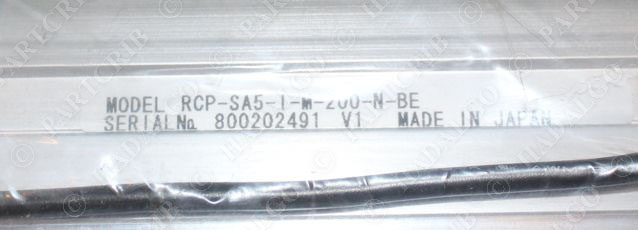 MODEL RCP-SA5-I-M-200-N-BE
SERIAL No. 800202491 V1 MADE IN JAPAN